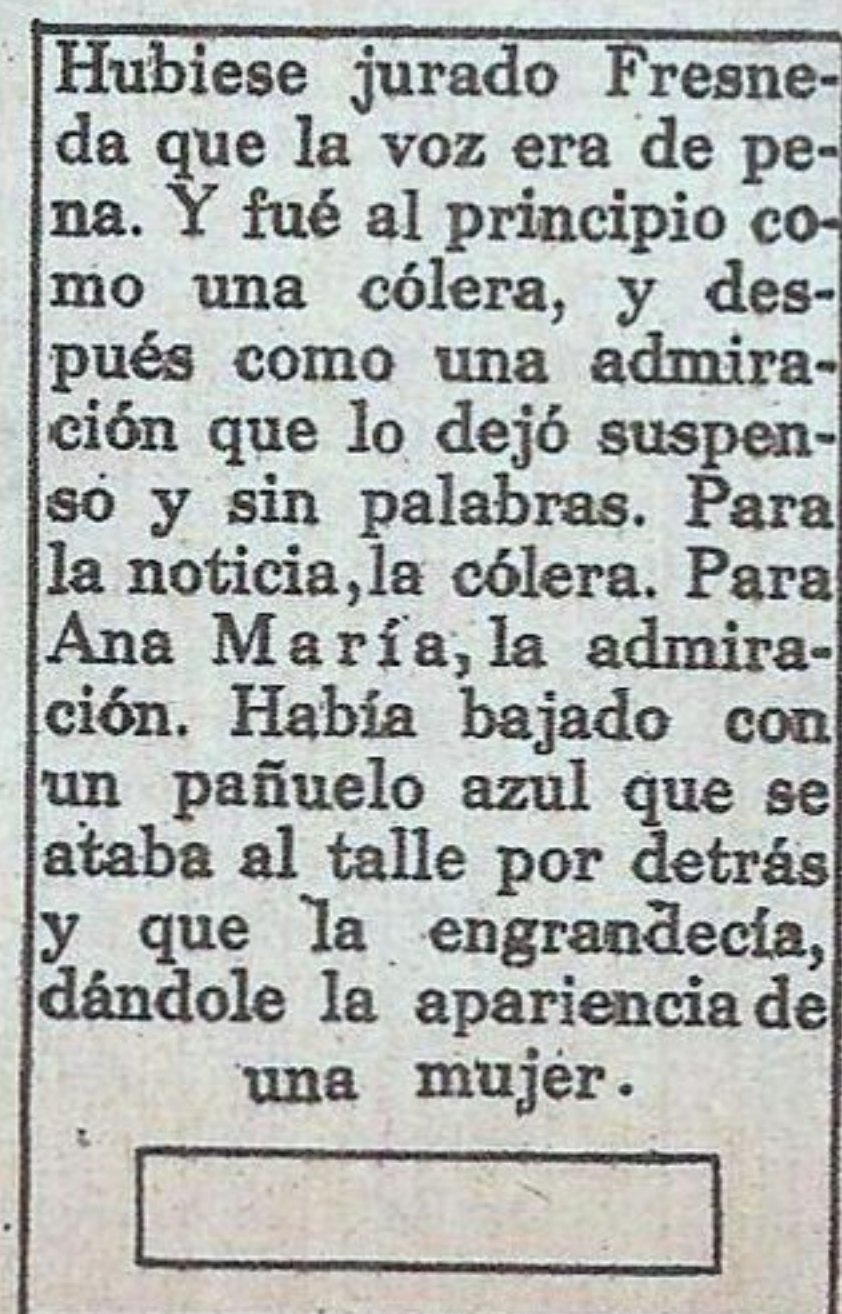 Hubiese jurado Fresne-
da que la voz era de pe-
na. Y fué al principio co-
mo una cólera, y des-
pués como una admira-
ción que lo dejó suspen-
so y sin palabras. Para
la noticia, la cólera. Para
Ana María, la admira-
ción. Había bajado con
un pañuelo azul que se
ataba al talle por detrás
y que la engrandecía,
dándole la apariencia de
una mujer.